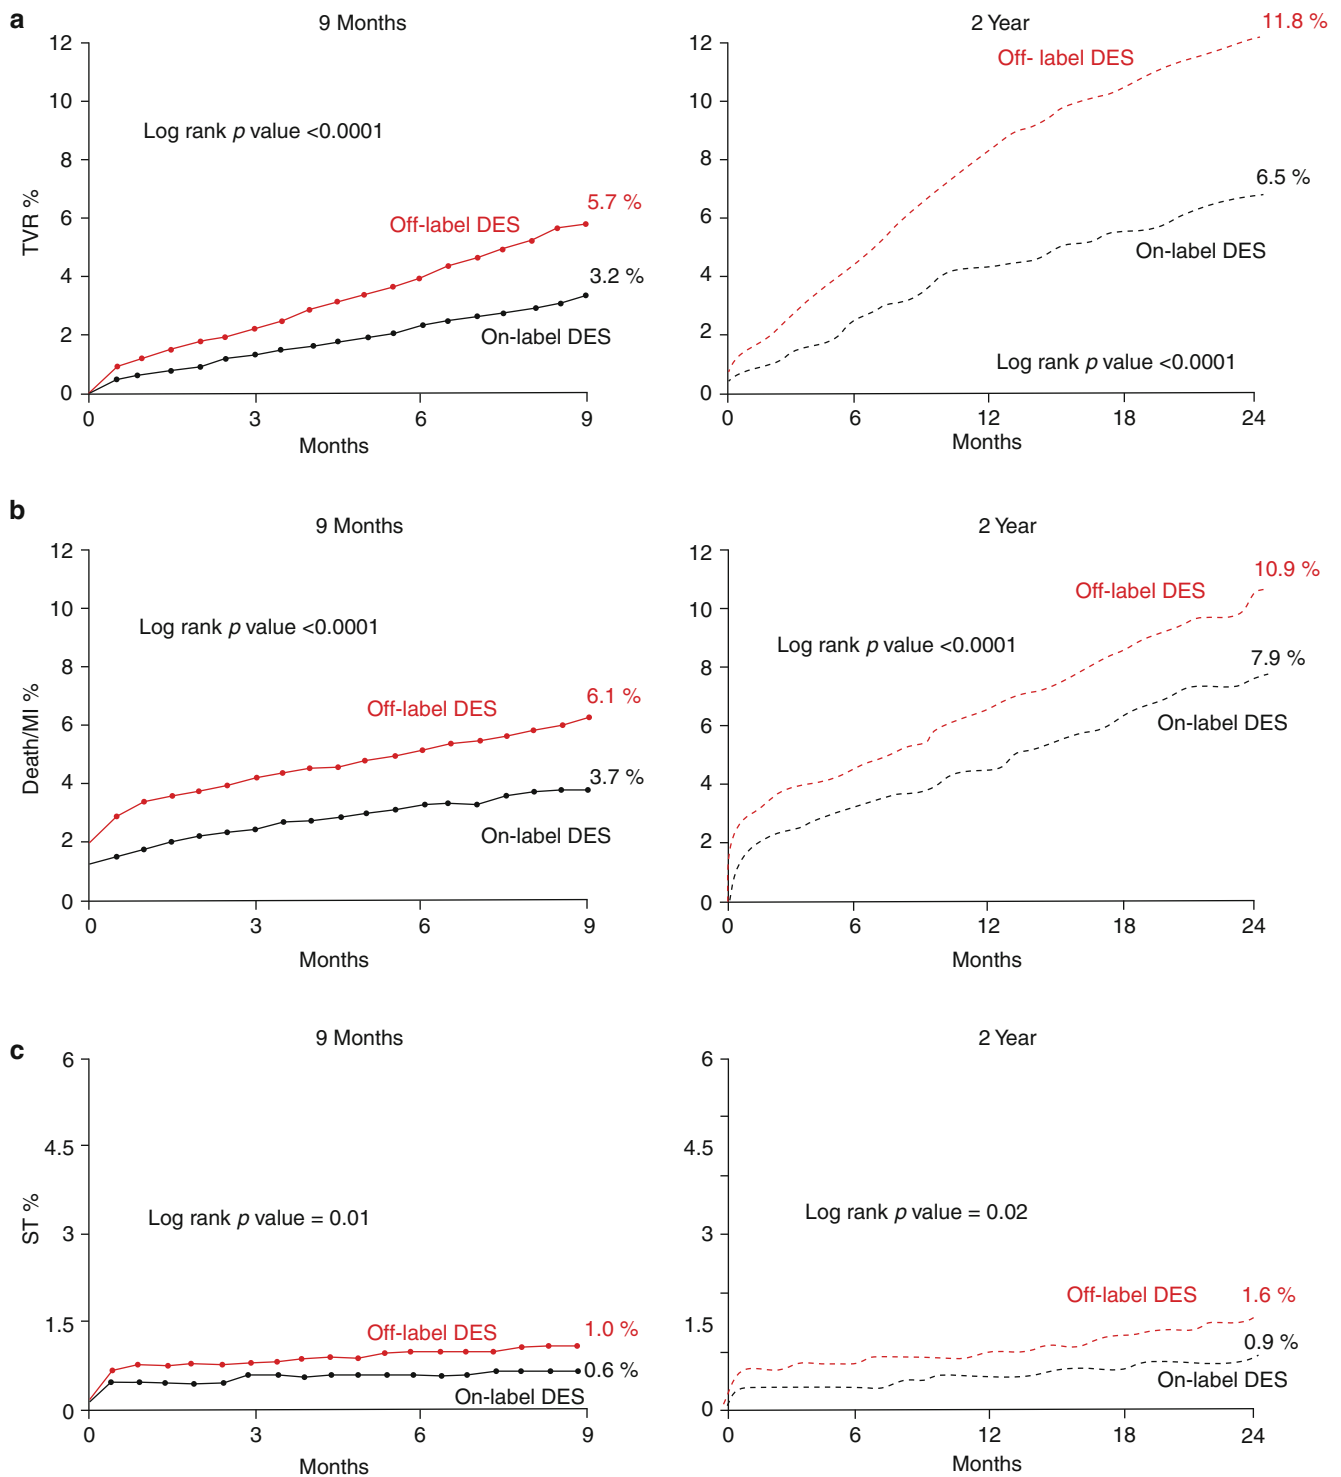 a
9 Months
TVR %
12
10
8
6
4
2
0
Log rank p value <0.0001
Off-label DES
5.7 %
3.2 %
On-label DES
0
3
6
9
Months
2 Year
12
10
8
6
4
2
0
11.8 %
Off- label DES
6.5 %
On-label DES
Log rank p value <0.0001
0
6
12
18
24
Months
b
9 Months
Death/MI %
12
10
8
6
4
2
0
Log rank p value <0.0001
Off-label DES
6.1 %
3.7 %
On-label DES
0
3
6
9
Months
2 Year
12
10
8
6
4
2
0
10.9 %
Off-label DES
Log rank p value <0.0001
7.9 %
On-label DES
0
6
12
18
24
Months
c
9 Months
ST %
6
4.5
3
1.5
0
Log rank p value = 0.01
Off-label DES
1.0 %
0.6 %
On-label DES
0
3
6
9
Months
2 Year
6
4.5
3
1.5
0
Log rank p value = 0.02
Off-label DES
1.6 %
0.9 %
On-label DES
0
6
12
18
24
Months